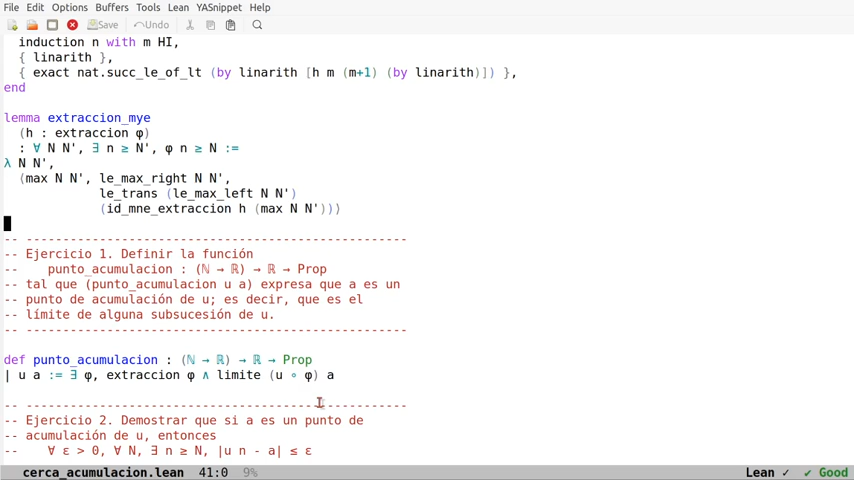 File Edit Options Buffers Tools Lean YASnippet Help
Save Undo
induction n with m HI,
{ linarith },
{ exact nat.succ_le_of_lt (by linarith [h m (m+1) (by linarith)]) },
end
lemma extraccion_mye
(h : extraccion φ)
: ∀ N N', ∃ n ≥ N', φ n ≥ N :=
λ N N',
⟨max N N', le_max_right N N',
le_trans (le_max_left N N')
(id_mne_extraccion h (max N N'))⟩
-- ---------------------------------------------------
-- Ejercicio 1. Definir la función
-- punto_acumulacion : (ℕ → ℝ) → ℝ → Prop
-- tal que (punto_acumulacion u a) expresa que a es un
-- punto de acumulación de u; es decir, que es el
-- límite de alguna subsucesión de u.
-- ---------------------------------------------------
def punto_acumulacion : (ℕ → ℝ) → ℝ → Prop
| u a := ∃ φ, extraccion φ ∧ limite (u ∘ φ) a
-- ---------------------------------------------------
-- Ejercicio 2. Demostrar que si a es un punto de
-- acumulación de u, entonces
-- ∀ ε > 0, ∀ N, ∃ n ≥ N, |u n - a| ≤ ε
cerca_acumulacion.lean 41:0 9% Lean ✓ ✔ Good